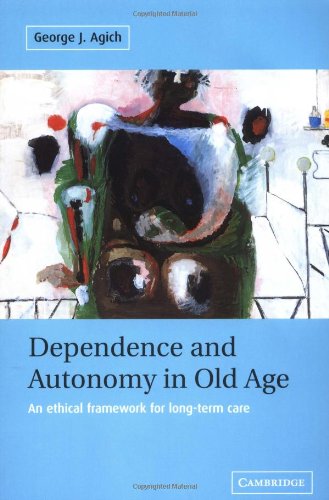 George J. Agich
Dependence and
Autonomy in Old Age
An ethical framework for long-term care
CAMBRIDGE